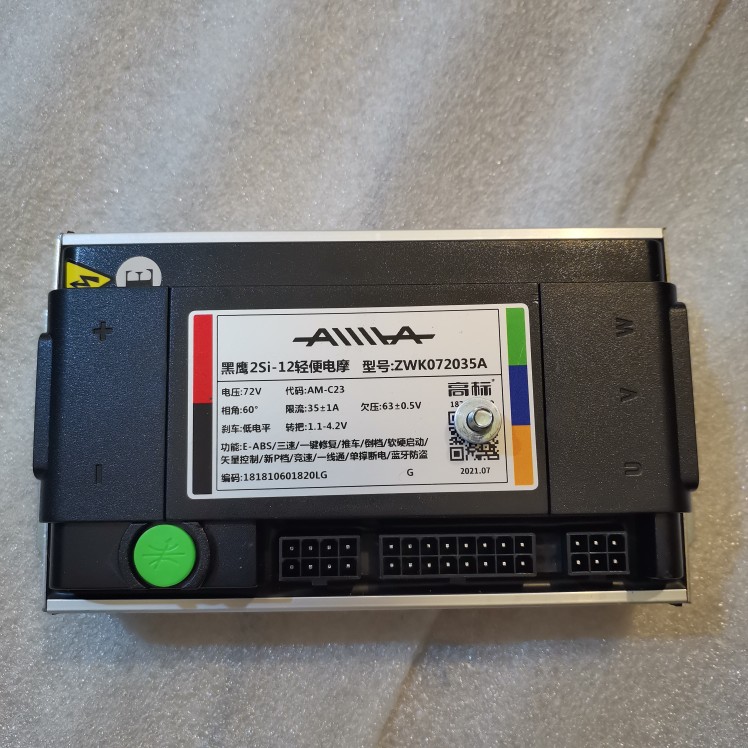 E
AIMA
黑鹰2Si-12轻便电摩 型号:ZWK072035A
电压:72V 代码:AM-C23 高标
相角:60° 限流:35±1A 欠压:63±0.5V
刹车:低电平 转把:1.1-4.2V
功能:E-ABS/三速/一键修复/推车/倒档/软硬启动/
矢量控制/新P档/竞速/一线通/单撑断电/蓝牙防盗
2021.07
编码:181810601820LG G
+
-
W
V
U